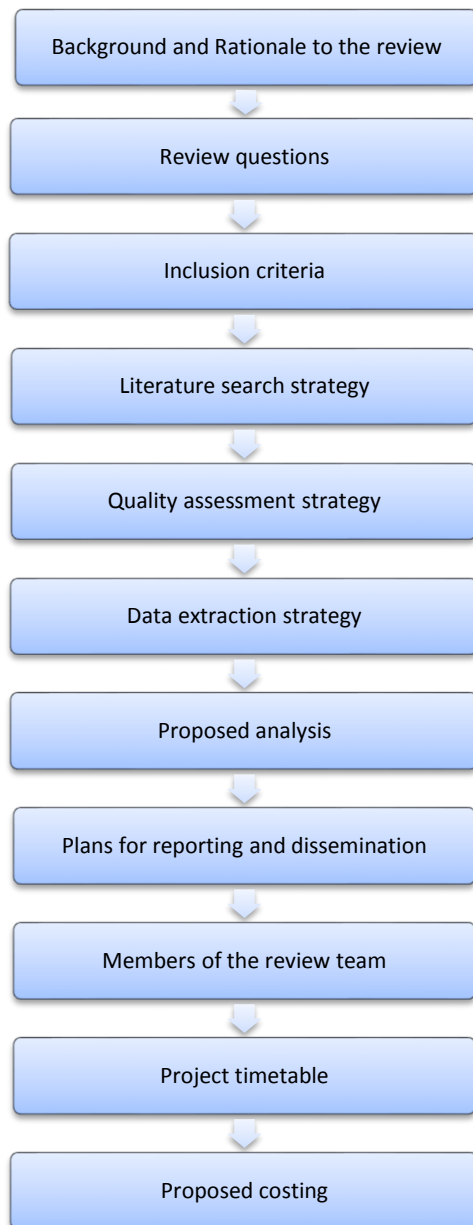 Background and Rationale to the review
Review questions
Inclusion criteria
Literature search strategy
Quality assessment strategy
Data extraction strategy
Proposed analysis
Plans for reporting and dissemination
Members of the review team
Project timetable
Proposed costing